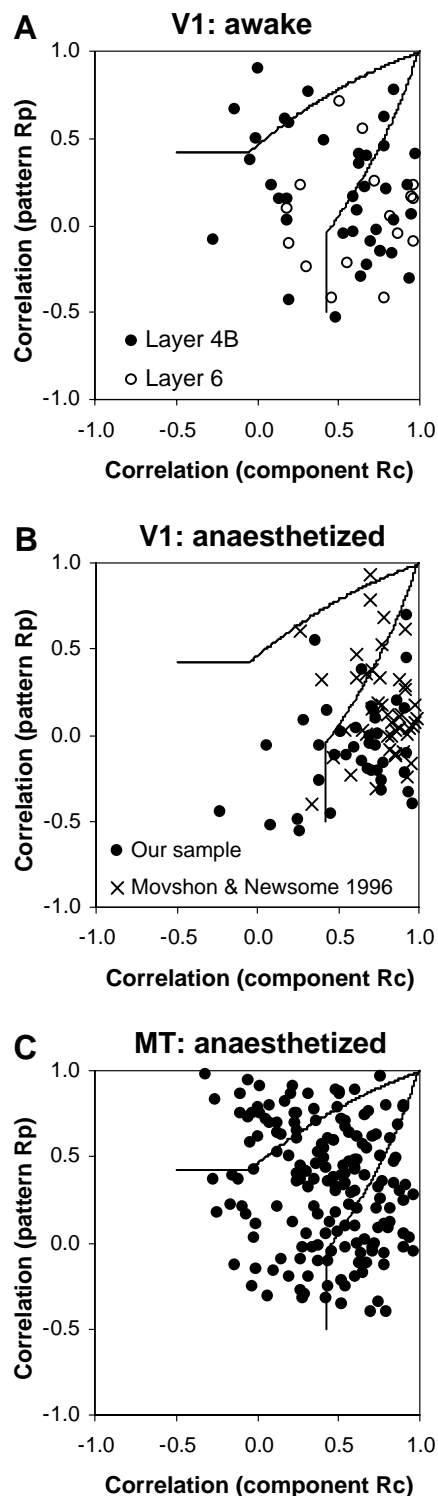 A V1: awake
Correlation (pattern Rp)
1.0
0.5
0.0
-0.5
-1.0
Layer 4B
Layer 6
-1.0 -0.5 0.0 0.5 1.0
Correlation (component Rc)
B V1: anaesthetized
Correlation (pattern Rp)
1.0
0.5
0.0
-0.5
-1.0
Our sample
Movshon & Newsome 1996
-1.0 -0.5 0.0 0.5 1.0
Correlation (component Rc)
C MT: anaesthetized
Correlation (pattern Rp)
1.0
0.5
0.0
-0.5
-1.0
-1.0 -0.5 0.0 0.5 1.0
Correlation (component Rc)